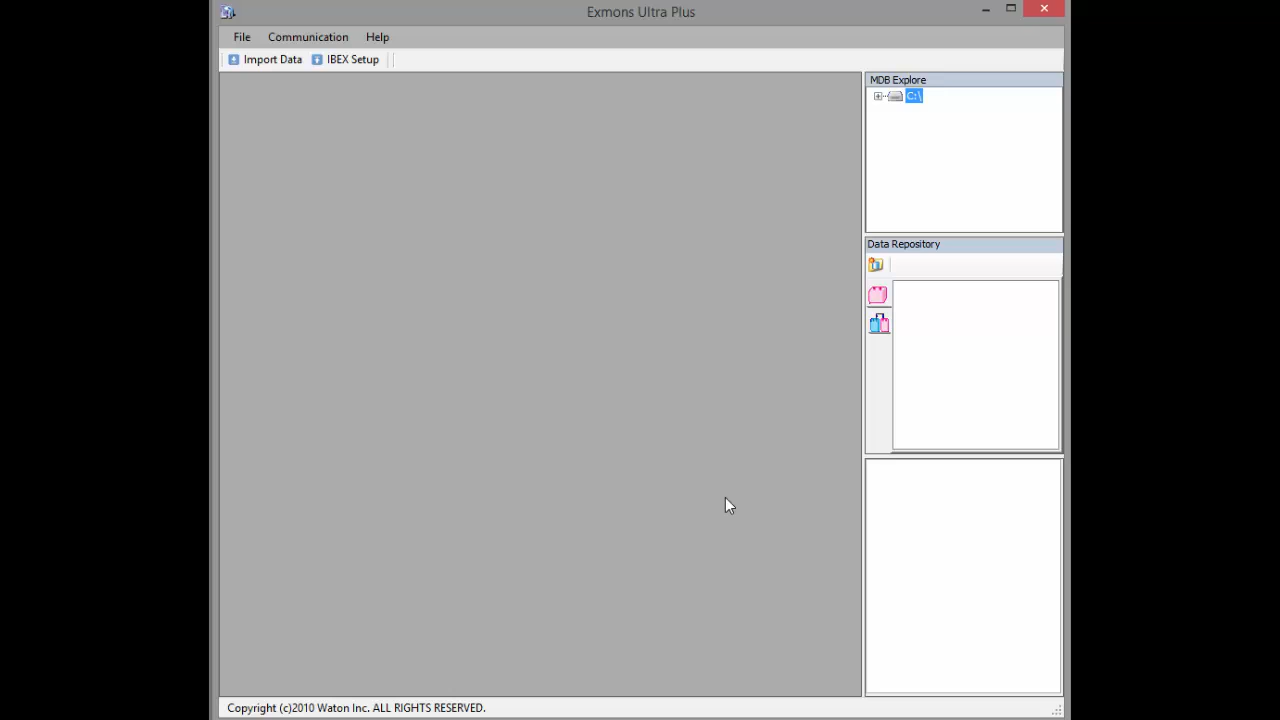 Exmons Ultra Plus
File Communication Help
Import Data IBEX Setup
MDB Explore
C:\
Data Repository
Copyright (c)2010 Waton Inc. ALL RIGHTS RESERVED.